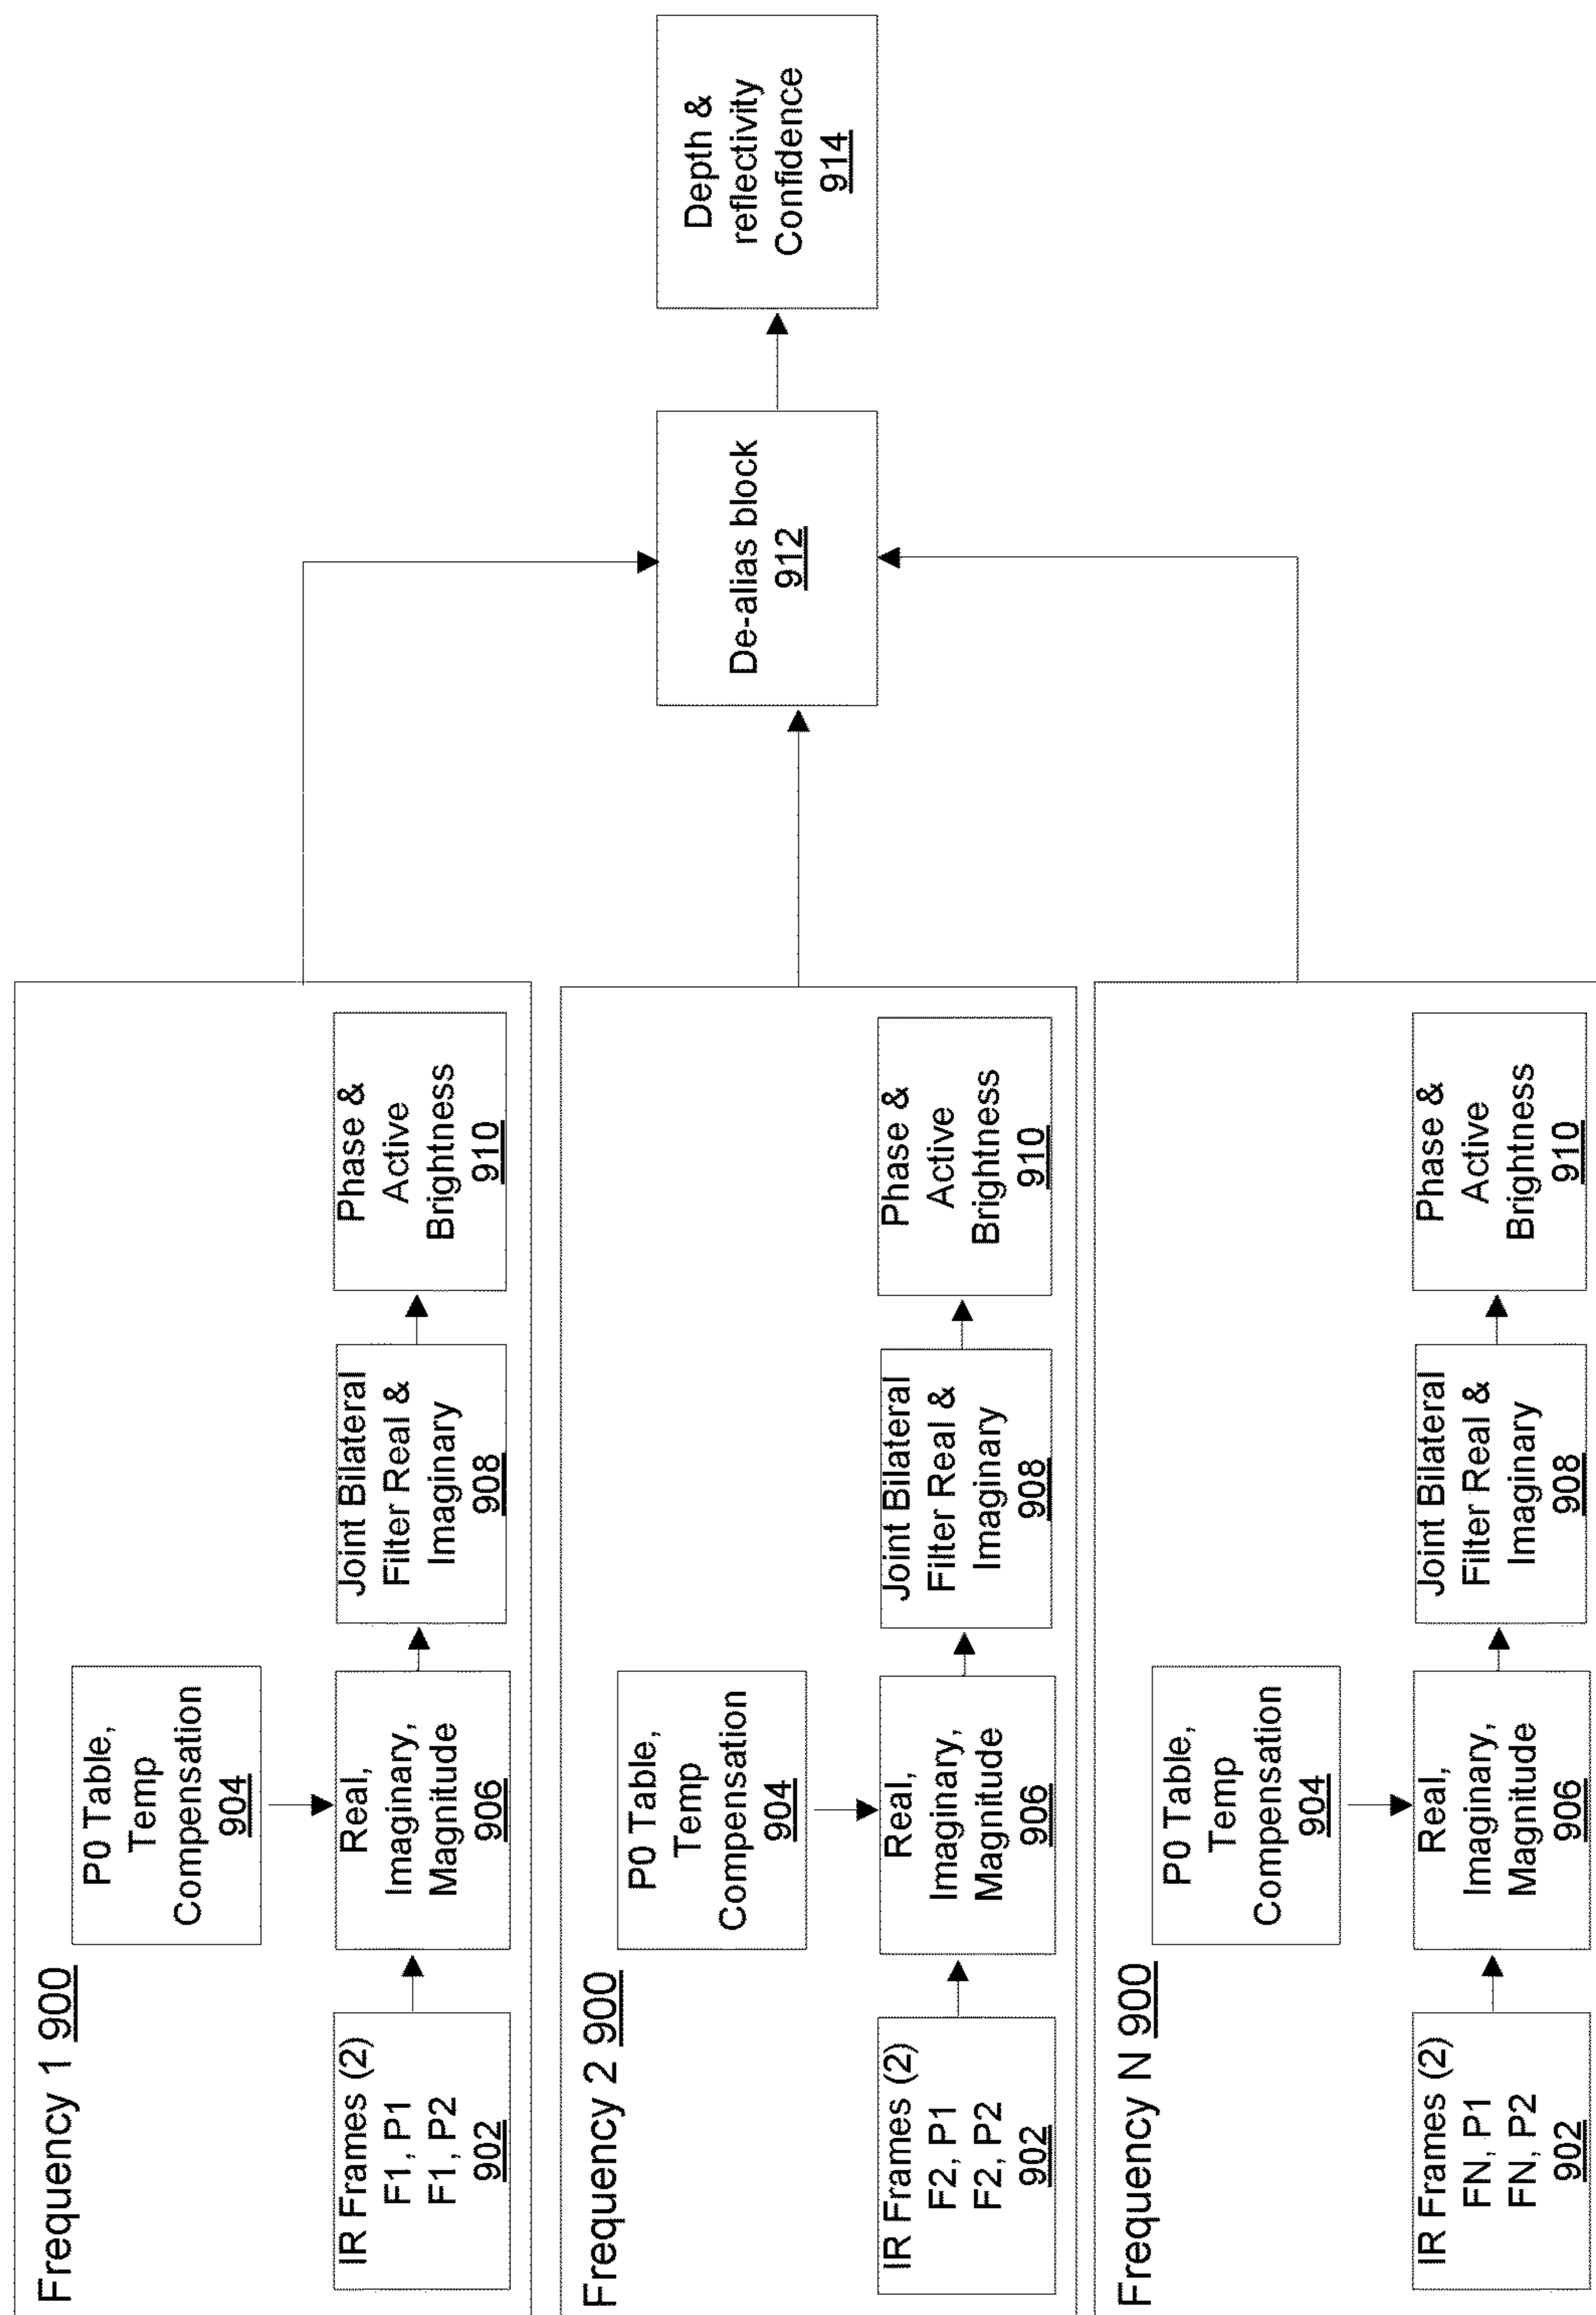 Frequency 1 900
IR Frames (2)
F1, P1
F1, P2
902
P0 Table,
Temp
Compensation
904
Real,
Imaginary,
Magnitude
906
Joint Bilateral
Filter Real &
Imaginary
908
Phase &
Active
Brightness
910
Frequency 2 900
IR Frames (2)
F2, P1
F2, P2
902
P0 Table,
Temp
Compensation
904
Real,
Imaginary,
Magnitude
906
Joint Bilateral
Filter Real &
Imaginary
908
Phase &
Active
Brightness
910
Frequency N 900
IR Frames (2)
FN, P1
FN, P2
902
P0 Table,
Temp
Compensation
904
Real,
Imaginary,
Magnitude
906
Joint Bilateral
Filter Real &
Imaginary
908
Phase &
Active
Brightness
910
De-alias block
912
Depth &
reflectivity
Confidence
914